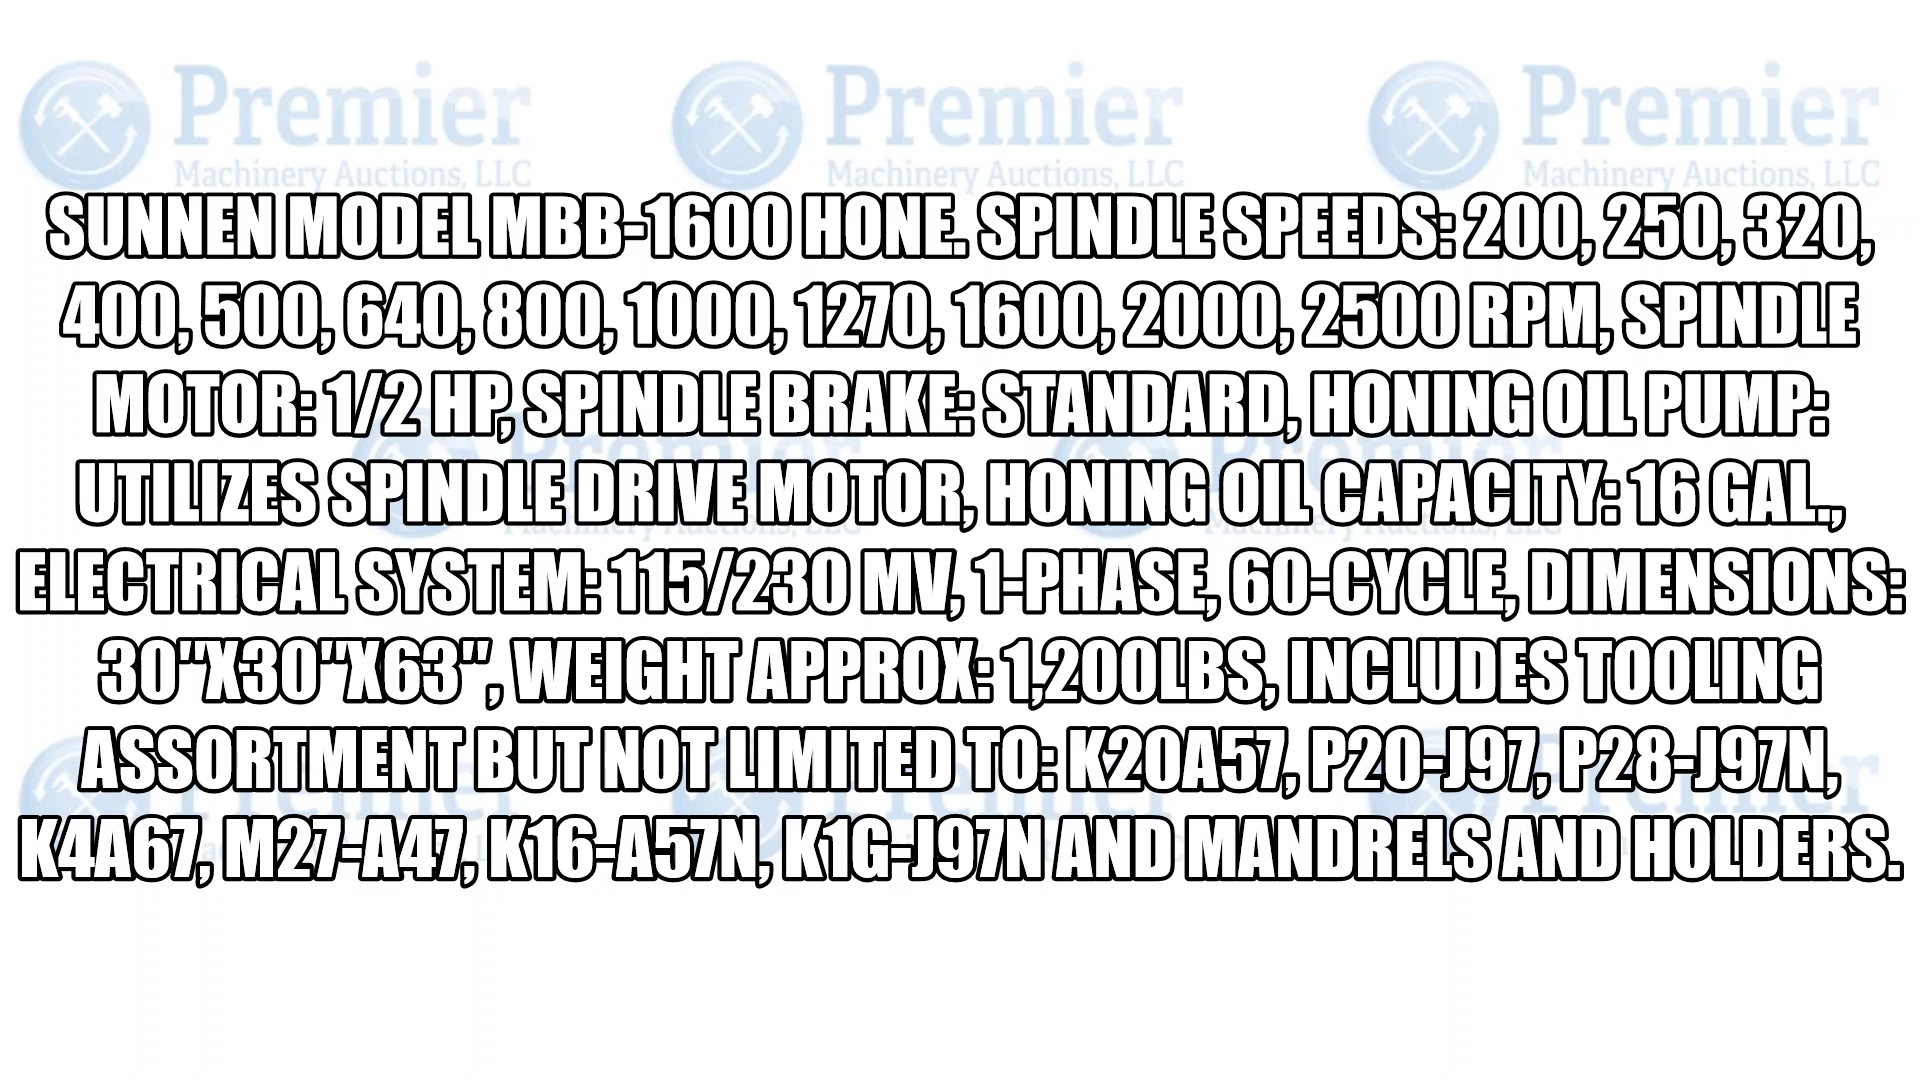 Premier Premier Premier
Machinery Auctions, LLC Machinery Auctions, LLC Machinery Auctions, LLC
SUNNEN MODEL MBB-1600 HONE. SPINDLE SPEEDS: 200, 250, 320,
400, 500, 640, 800, 1000, 1270, 1600, 2000, 2500 RPM, SPINDLE
MOTOR: 1/2 HP, SPINDLE BRAKE: STANDARD, HONING OIL PUMP:
UTILIZES SPINDLE DRIVE MOTOR, HONING OIL CAPACITY: 16 GAL.,
ELECTRICAL SYSTEM: 115/230 MV, 1-PHASE, 60-CYCLE, DIMENSIONS:
30"X30"X63", WEIGHT APPROX: 1,200LBS, INCLUDES TOOLING
ASSORTMENT BUT NOT LIMITED TO: K20A57, P20-J97, P28-J97N,
K4A67, M27-A47, K16-A57N, K1G-J97N AND MANDRELS AND HOLDERS.